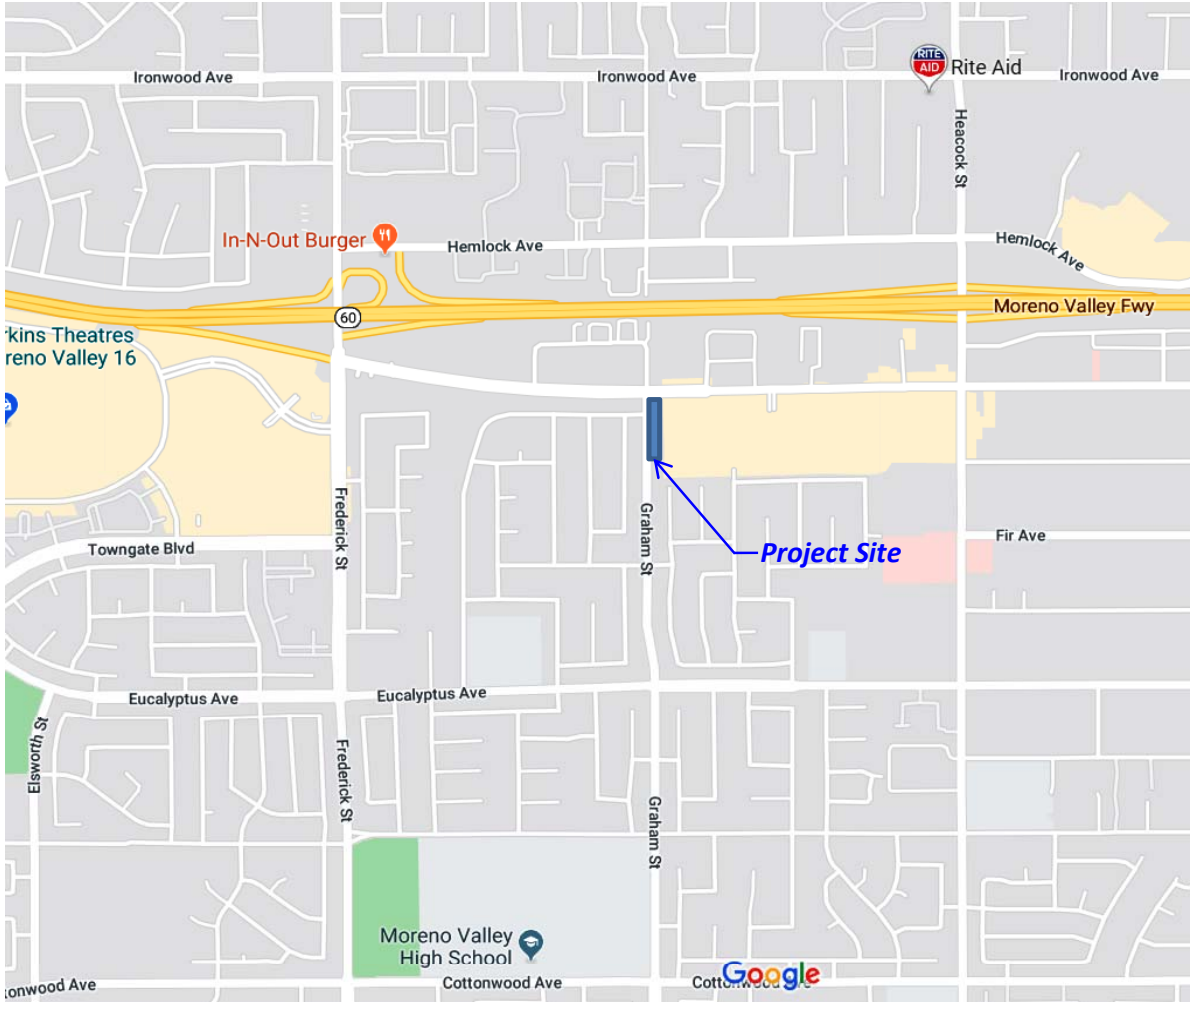 Ironwood Ave
Ironwood Ave
RITE
AID
Rite Aid
Ironwood Ave
Heacock St
In-N-Out Burger
Hemlock Ave
Hemlock Ave
60
Moreno Valley Fwy
rkins Theatres
reno Valley 16
Frederick St
Graham St
Towngate Blvd
Project Site
Fir Ave
Eucalyptus Ave
Eucalyptus Ave
Elsworth St
Frederick St
Graham St
Moreno Valley
High School
Google
onwood Ave
Cottonwood Ave